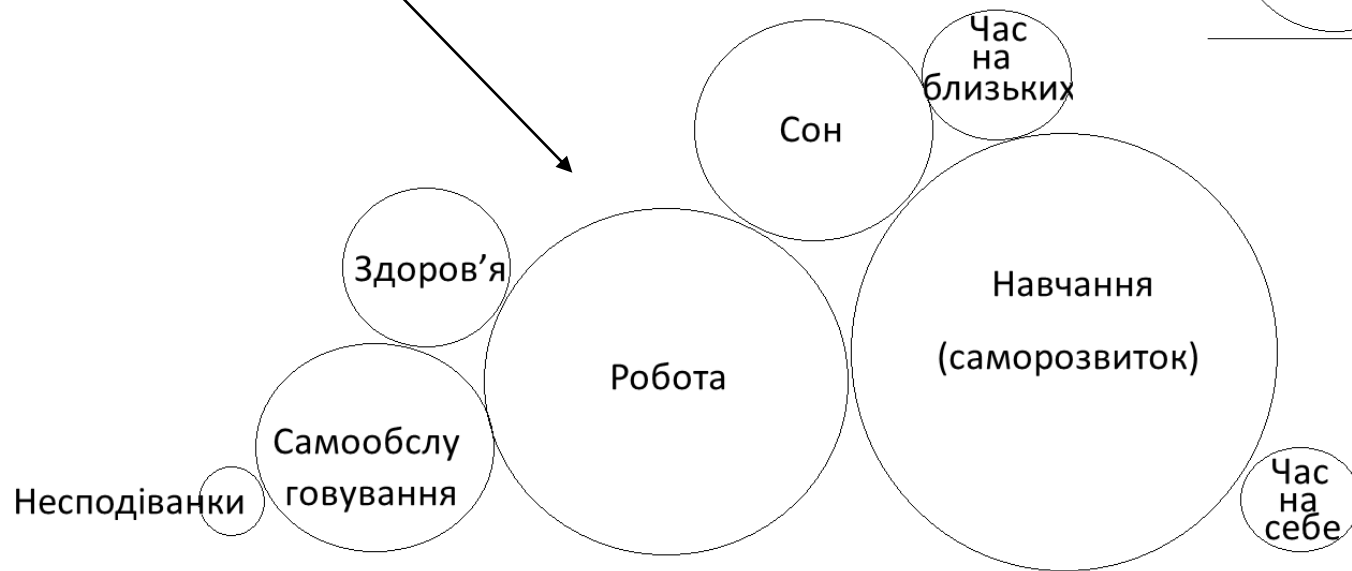 Час
на
близьких
Сон
Здоров’я
Навчання
(саморозвиток)
Робота
Самообслу
говування
Несподіванки
Час
на
себе